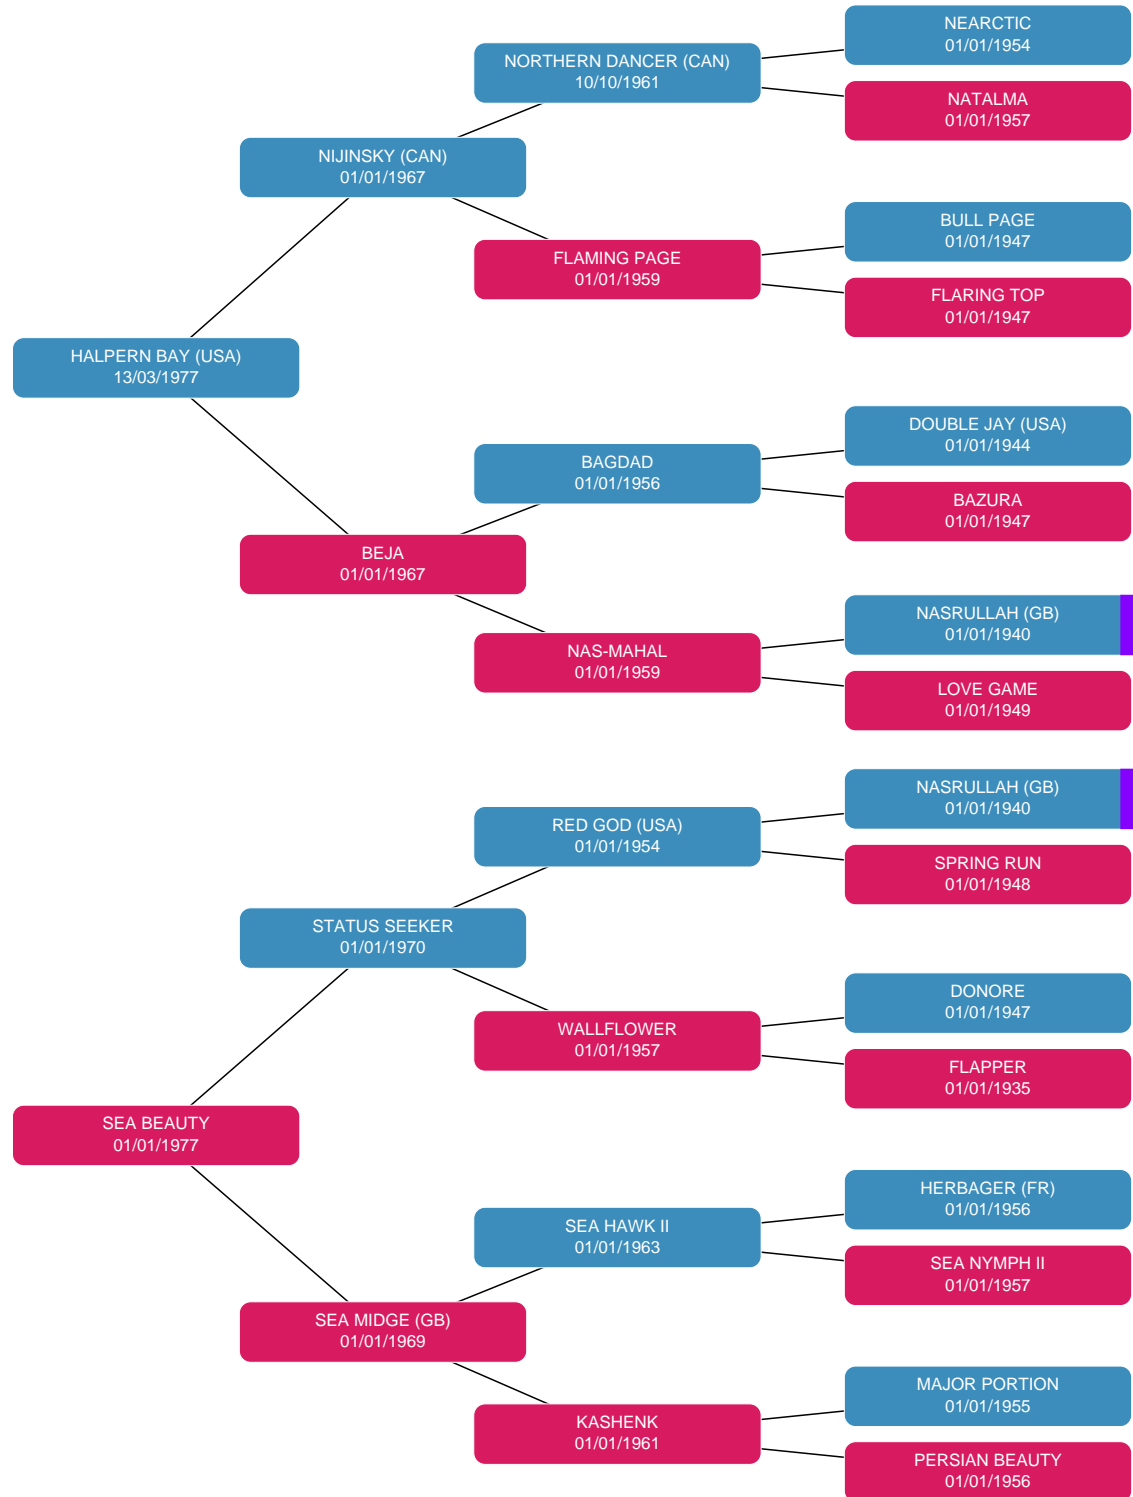 NEARCTIC
01/01/1954
NORTHERN DANCER (CAN)
10/10/1961
NATALMA
01/01/1957
NIJINSKY (CAN)
01/01/1967
BULL PAGE
01/01/1947
FLAMING PAGE
01/01/1959
FLARING TOP
01/01/1947
HALPERN BAY (USA)
13/03/1977
DOUBLE JAY (USA)
01/01/1944
BAGDAD
01/01/1956
BAZURA
01/01/1947
BEJA
01/01/1967
NASRULLAH (GB)
01/01/1940
NAS-MAHAL
01/01/1959
LOVE GAME
01/01/1949
NASRULLAH (GB)
01/01/1940
RED GOD (USA)
01/01/1954
SPRING RUN
01/01/1948
STATUS SEEKER
01/01/1970
DONORE
01/01/1947
WALLFLOWER
01/01/1957
FLAPPER
01/01/1935
SEA BEAUTY
01/01/1977
HERBAGER (FR)
01/01/1956
SEA HAWK II
01/01/1963
SEA NYMPH II
01/01/1957
SEA MIDGE (GB)
01/01/1969
MAJOR PORTION
01/01/1955
KASHENK
01/01/1961
PERSIAN BEAUTY
01/01/1956